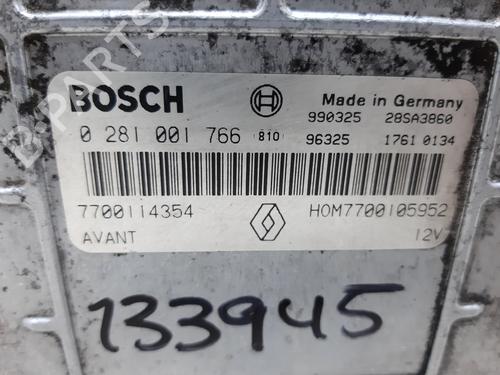 B-PARTS
BOSCH
Made in Germany
990325 28SA3860
0 281 001 766 810
96325 1761 0134
7700114354
HOM7700105952
AVANT
12V
133945